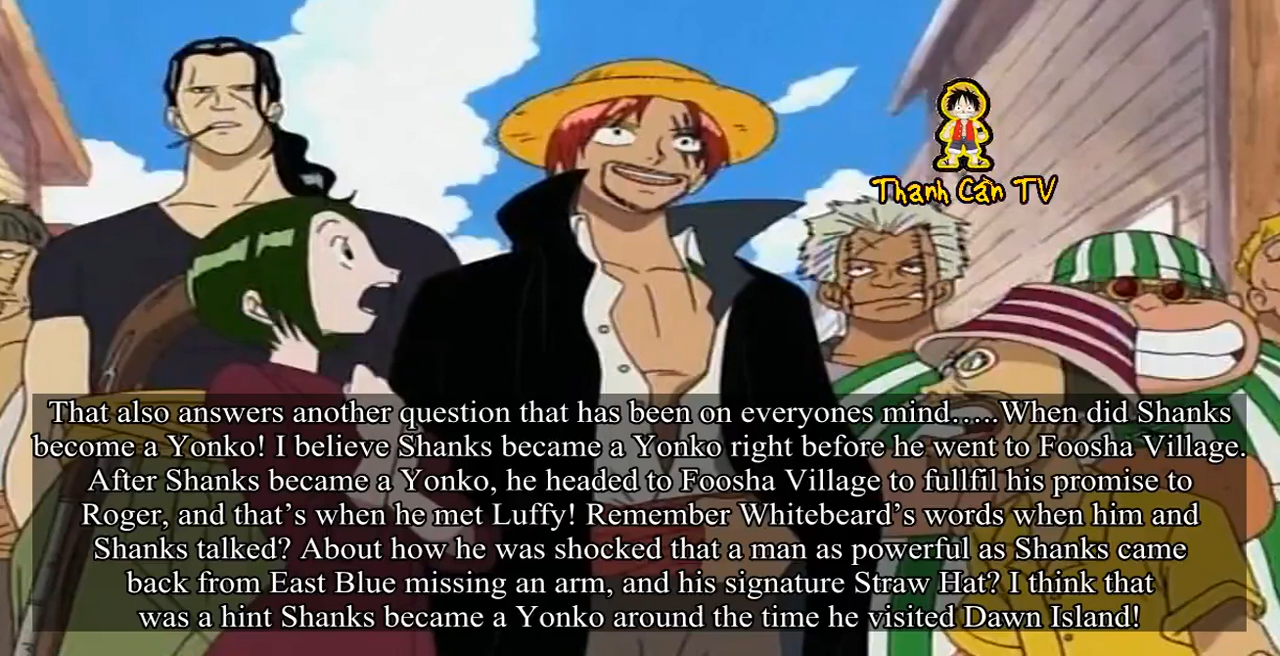 Thanh Càn TV
That also answers another question that has been on everyones mind.....When did Shanks
become a Yonko! I believe Shanks became a Yonko right before he went to Foosha Village.
After Shanks became a Yonko, he headed to Foosha Village to fullfil his promise to
Roger, and that’s when he met Luffy! Remember Whitebeard’s words when him and
Shanks talked? About how he was shocked that a man as powerful as Shanks came
back from East Blue missing an arm, and his signature Straw Hat? I think that
was a hint Shanks became a Yonko around the time he visited Dawn Island!